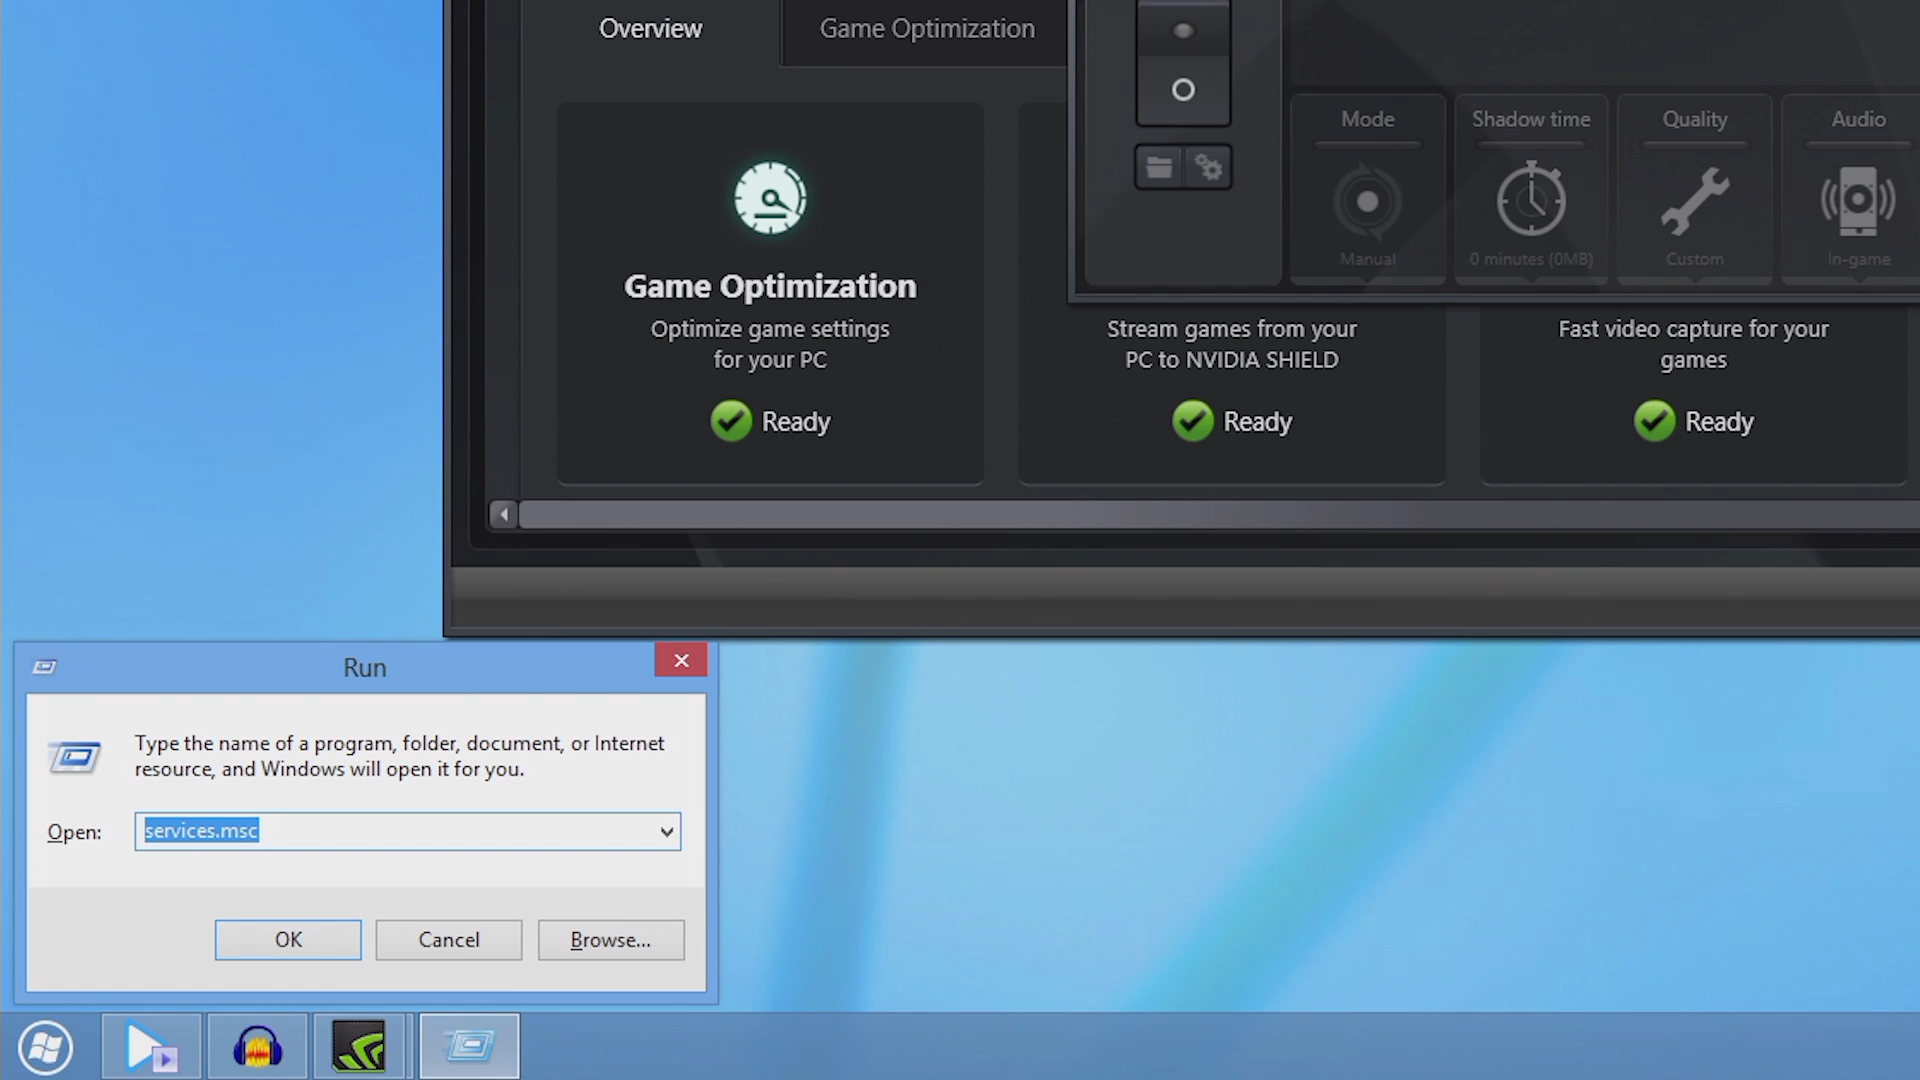 Overview
Game Optimization
Mode
Shadow time
Quality
Audio
Manual
0 minutes (0MB)
Custom
In-game
Game Optimization
Optimize game settings
for your PC
Ready
Stream games from your
PC to NVIDIA SHIELD
Ready
Fast video capture for your
games
Ready
Run
Type the name of a program, folder, document, or Internet
resource, and Windows will open it for you.
Open:
services.msc
OK
Cancel
Browse...